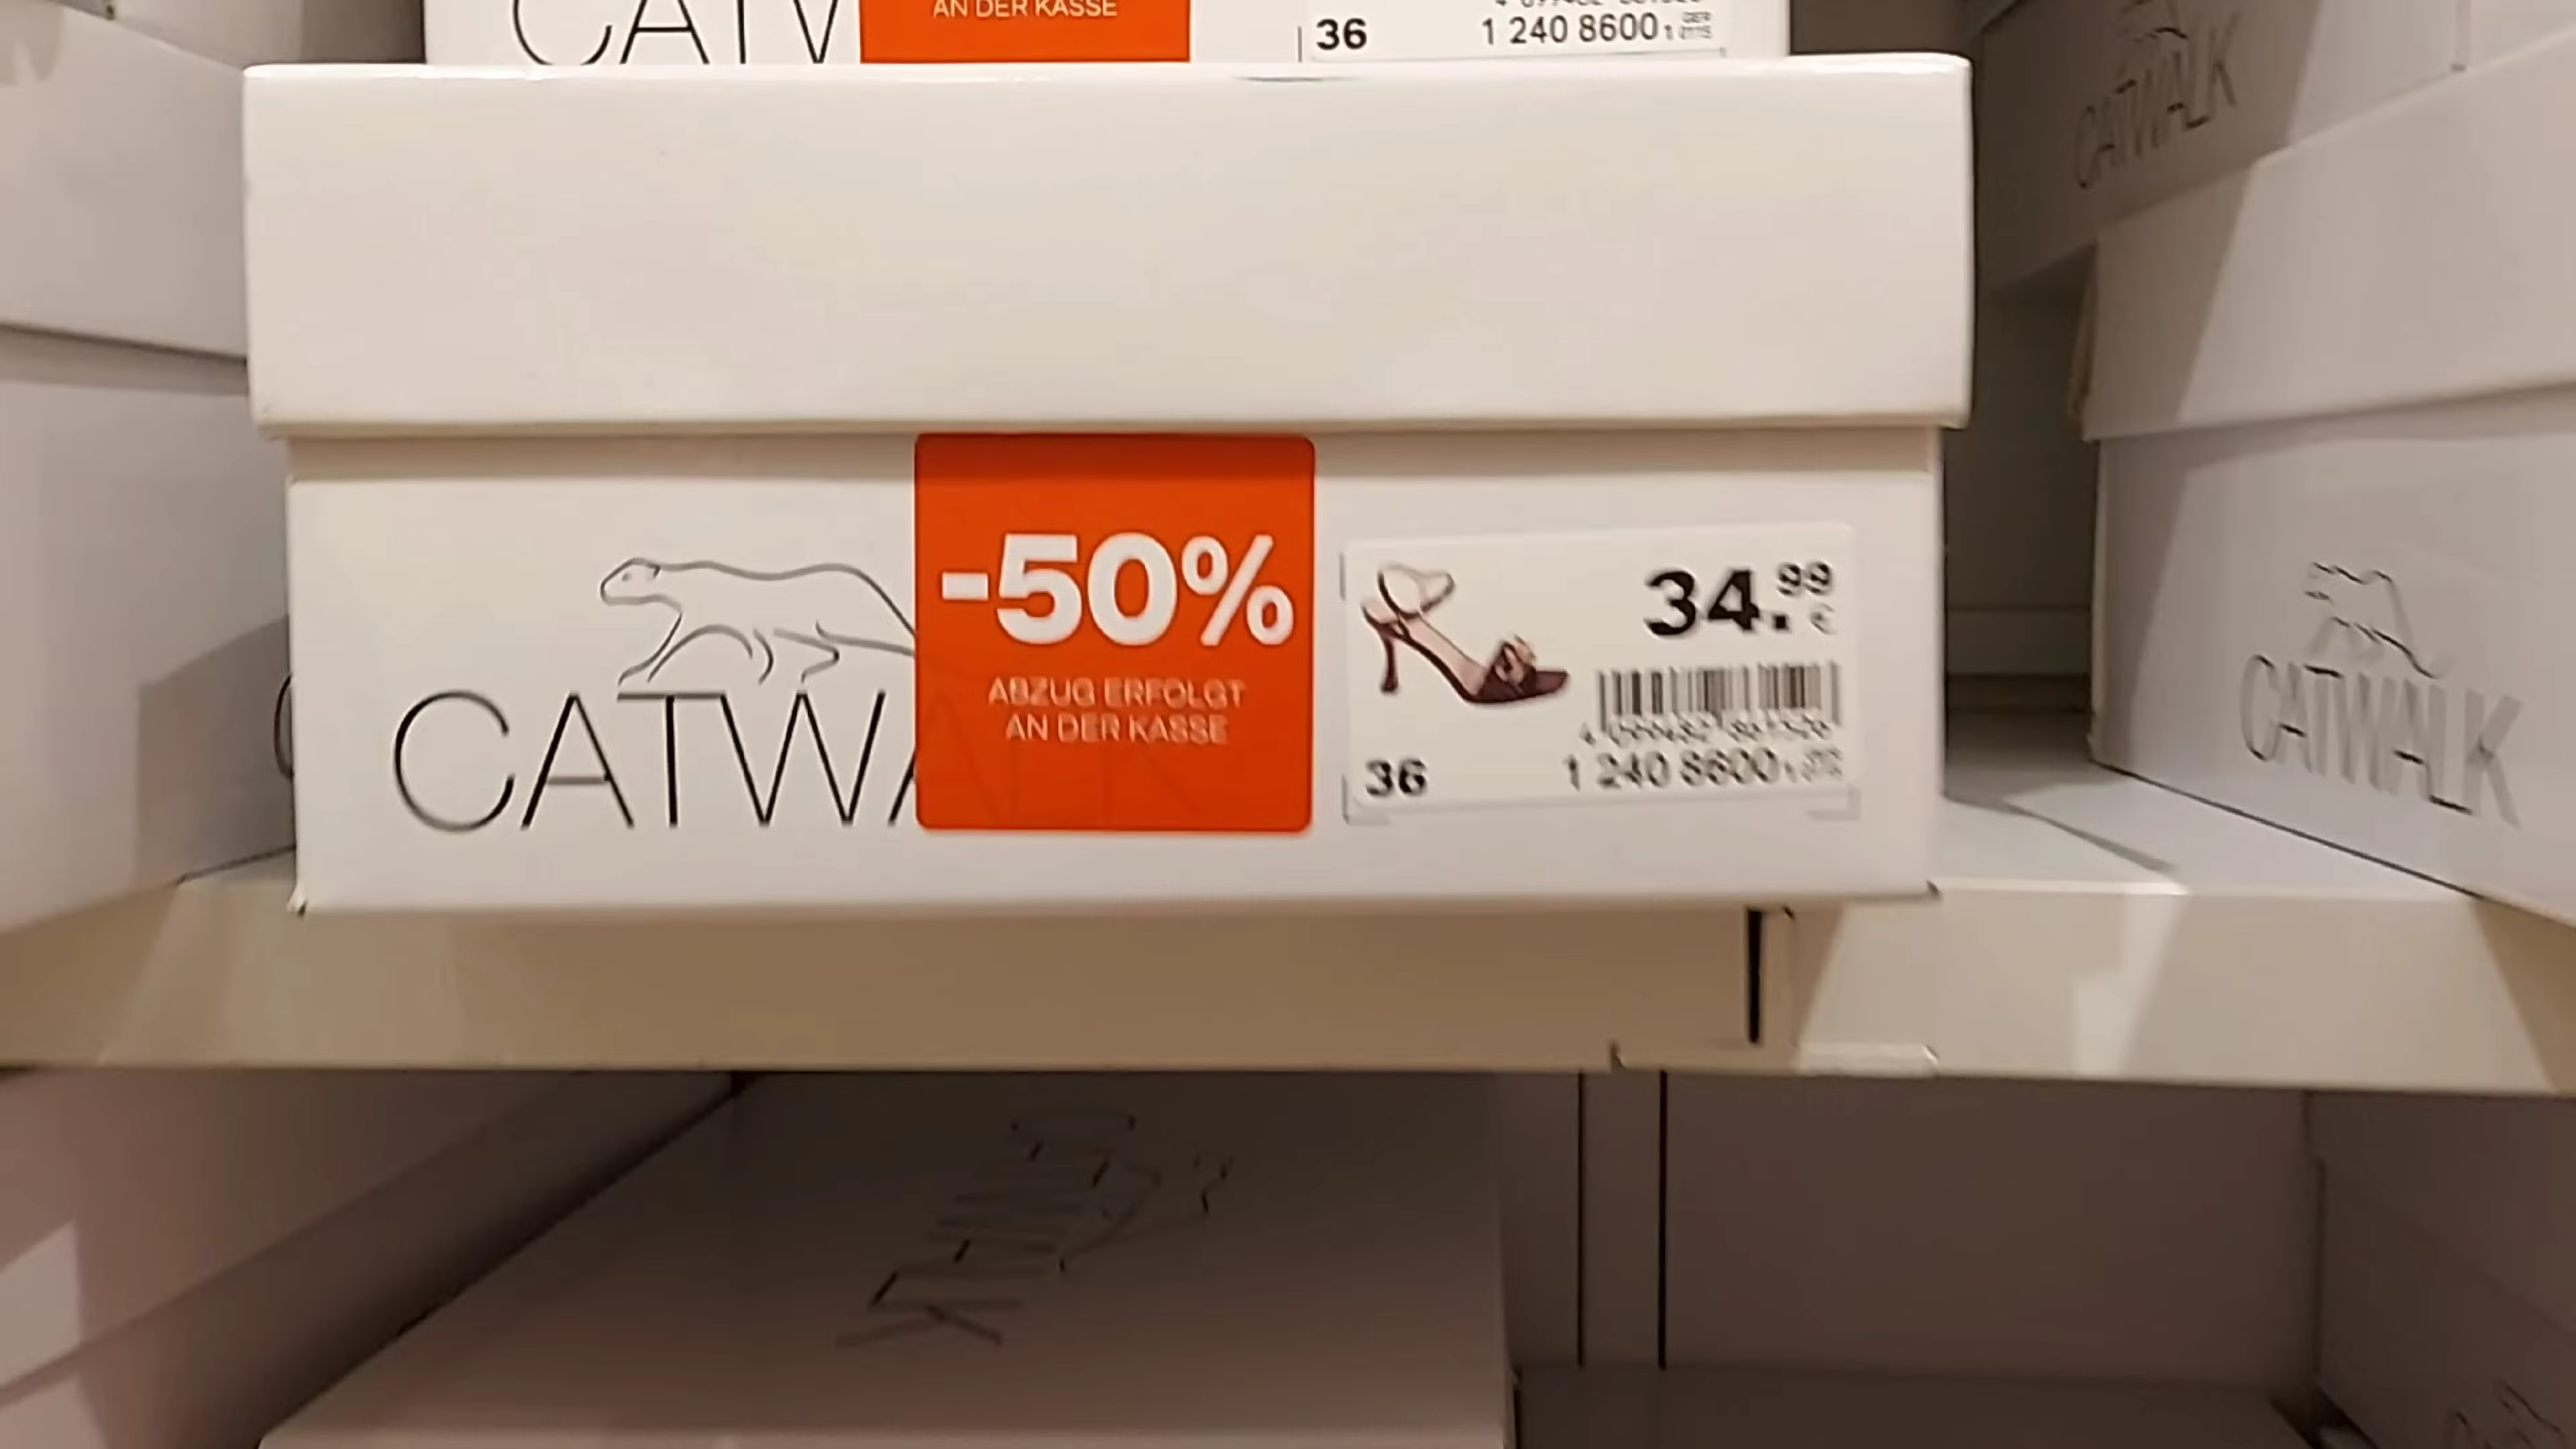 CATW
AN DER KASSE
36
1 240 8600
CATWALK
-50%
ABZUG ERFOLGT
AN DER KASSE
CATWA
34.99
€
36
1 240 8600
CATWALK